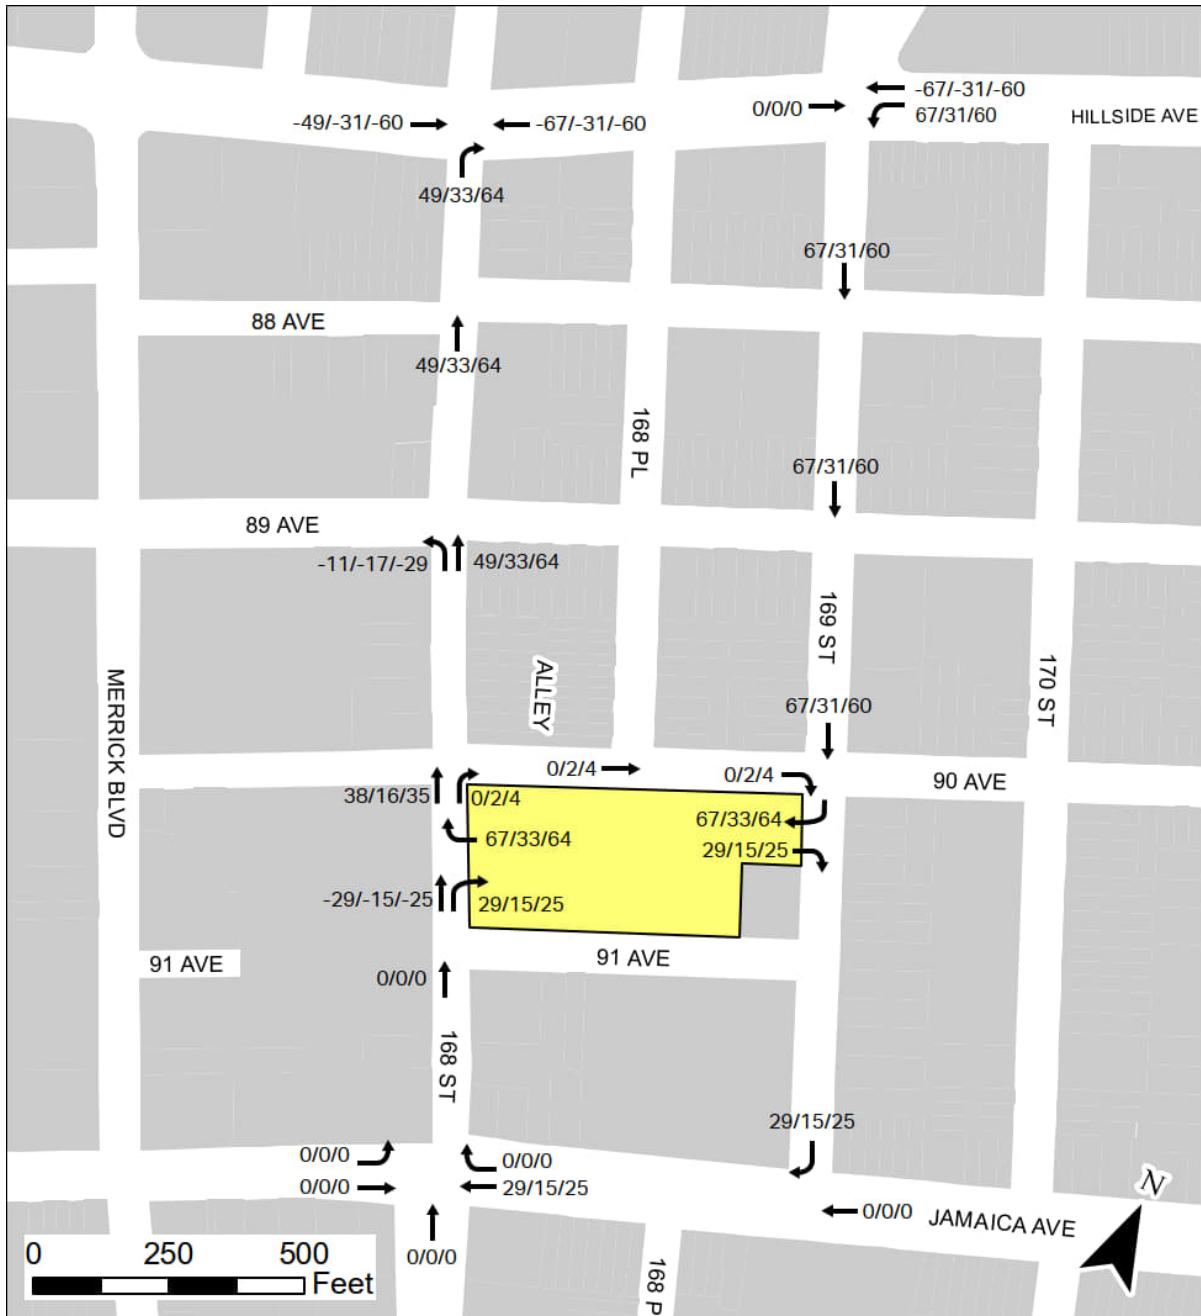 -67/-31/-60
0/0/0
67/31/60
HILLSIDE AVE
-49/-31/-60
-67/-31/-60
49/33/64
67/31/60
88 AVE
49/33/64
168 PL
67/31/60
89 AVE
-11/-17/-29
49/33/64
169 ST
ALLEY
170 ST
MERRICK BLVD
67/31/60
0/2/4
0/2/4
90 AVE
38/16/35
0/2/4
67/33/64
67/33/64
29/15/25
-29/-15/-25
29/15/25
91 AVE
91 AVE
0/0/0
168 ST
29/15/25
0/0/0
0/0/0
0/0/0
29/15/25
N
0/0/0
JAMAICA AVE
0/0/0
168 P
0 250 500
Feet